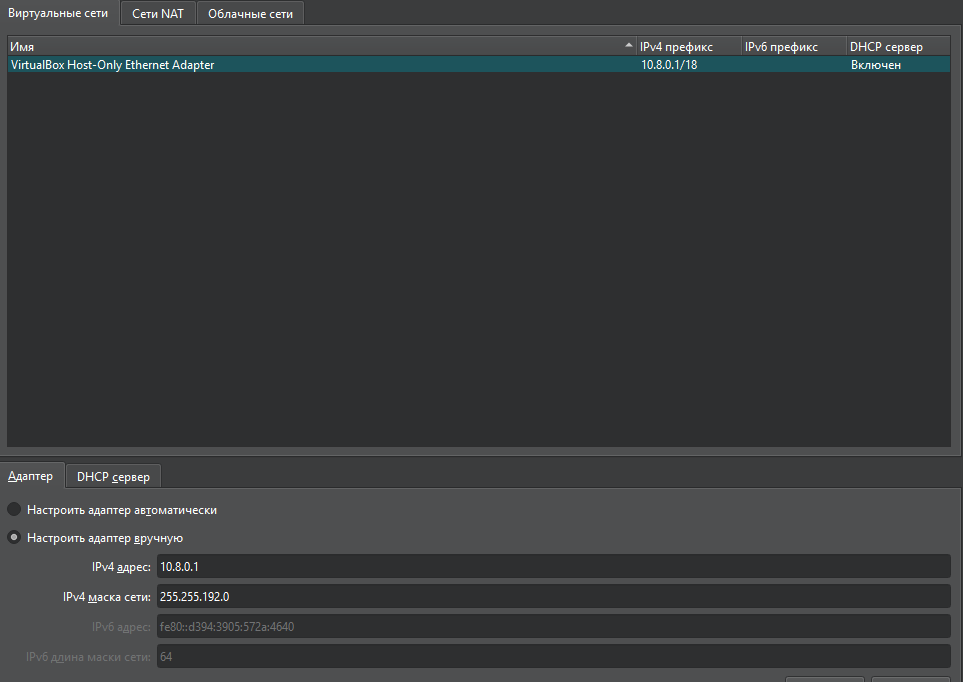 Виртуальные сети Сети NAT Облачные сети
Имя IPv4 префикс IPv6 префикс DHCP сервер
VirtualBox Host-Only Ethernet Adapter 10.8.0.1/18 Включен
Адаптер DHCP сервер
Настроить адаптер автоматически
Настроить адаптер вручную
IPv4 адрес: 10.8.0.1
IPv4 маска сети: 255.255.192.0
IPv6 адрес: fe80::d394:3905:572a:4640
IPv6 длина маски сети: 64